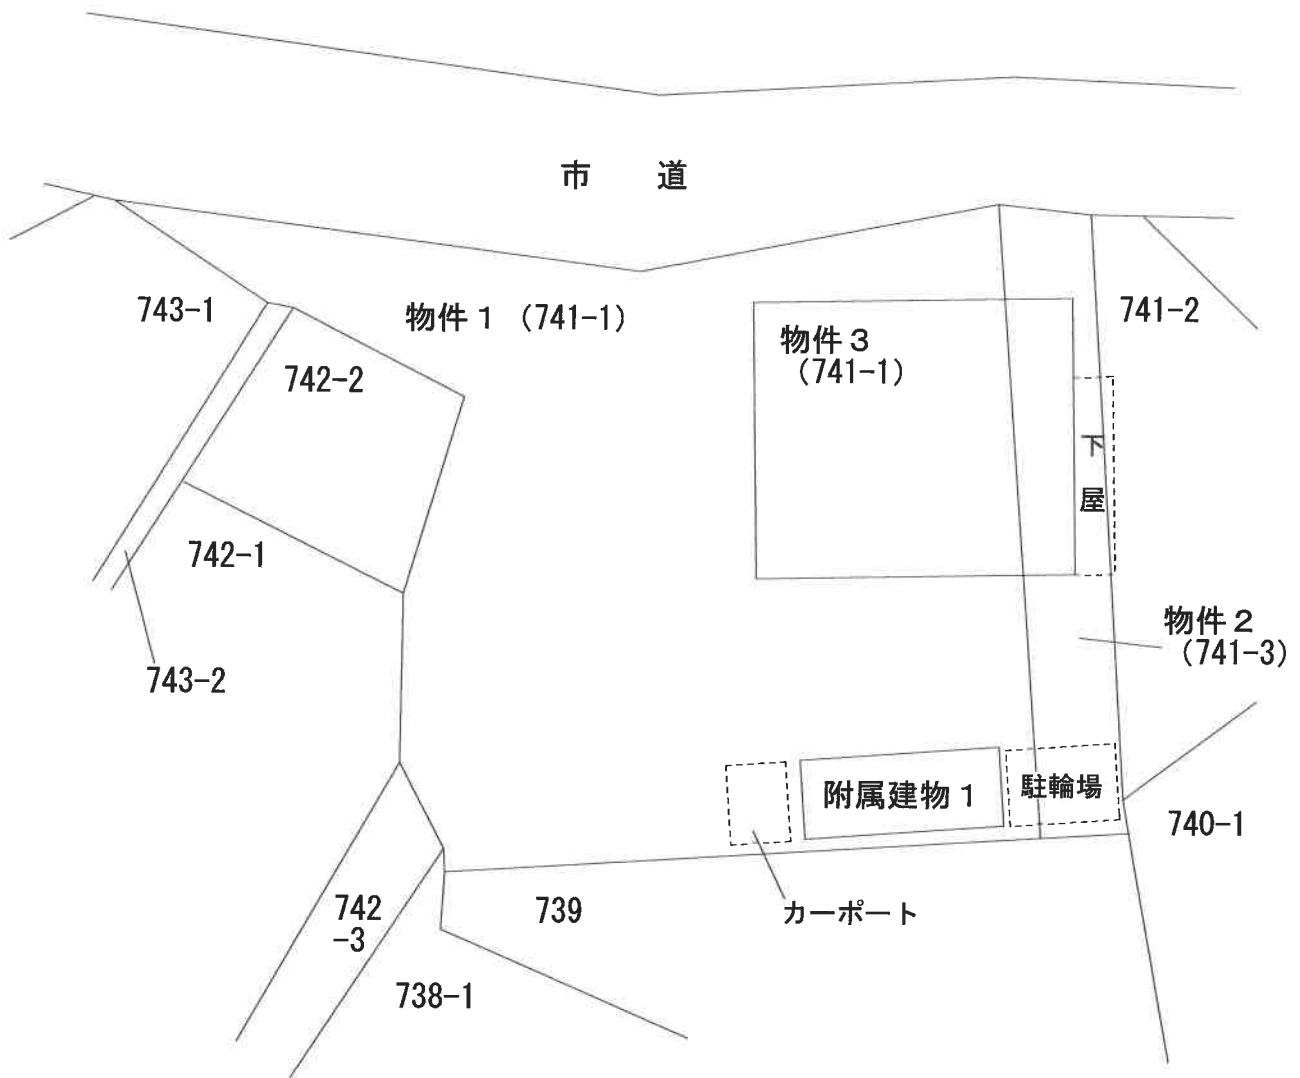 市　道
743-1
物件１（741-1）
物件３
（741-1）
741-2
742-2
下屋
742-1
物件２
（741-3）
743-2
附属建物１
駐輪場
740-1
742
-3
739
カーポート
738-1